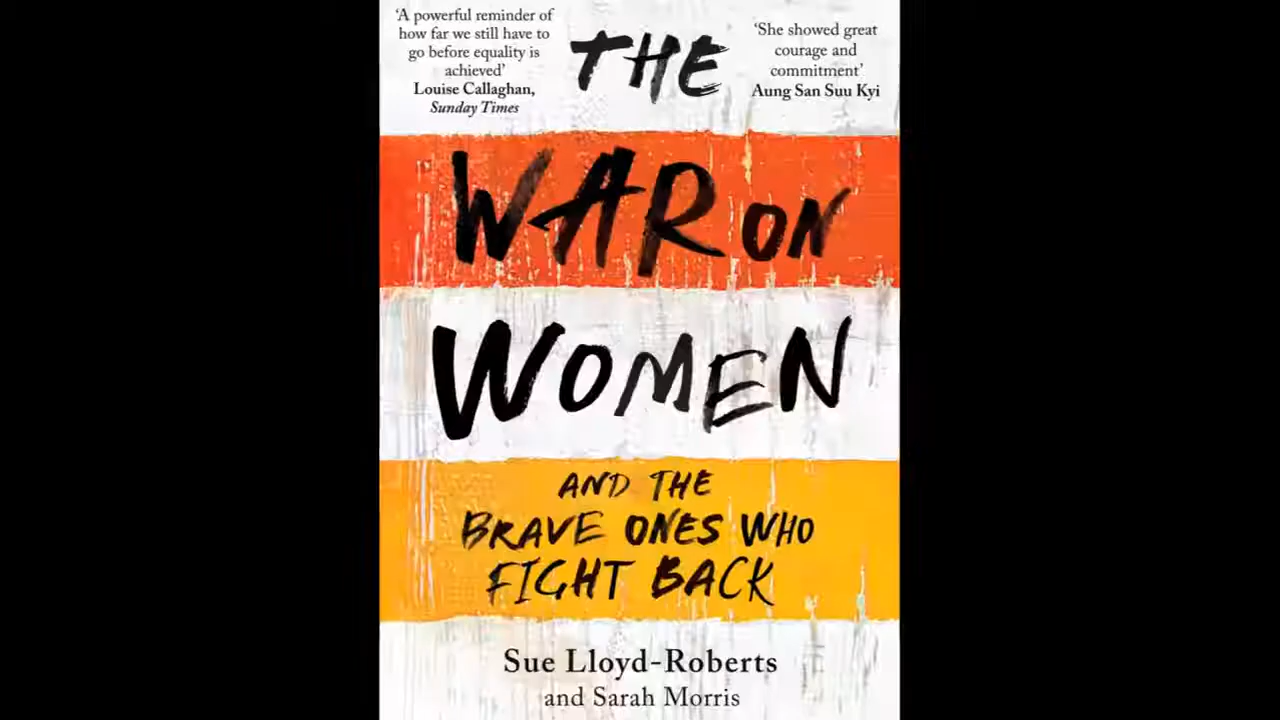 ‘A powerful reminder of
how far we still have to
go before equality is
achieved’
Louise Callaghan,
Sunday Times
‘She showed great
courage and
commitment’
Aung San Suu Kyi
THE
WAR ON
WOMEN
AND THE
BRAVE ONES WHO
FIGHT BACK
Sue Lloyd-Roberts
and Sarah Morris